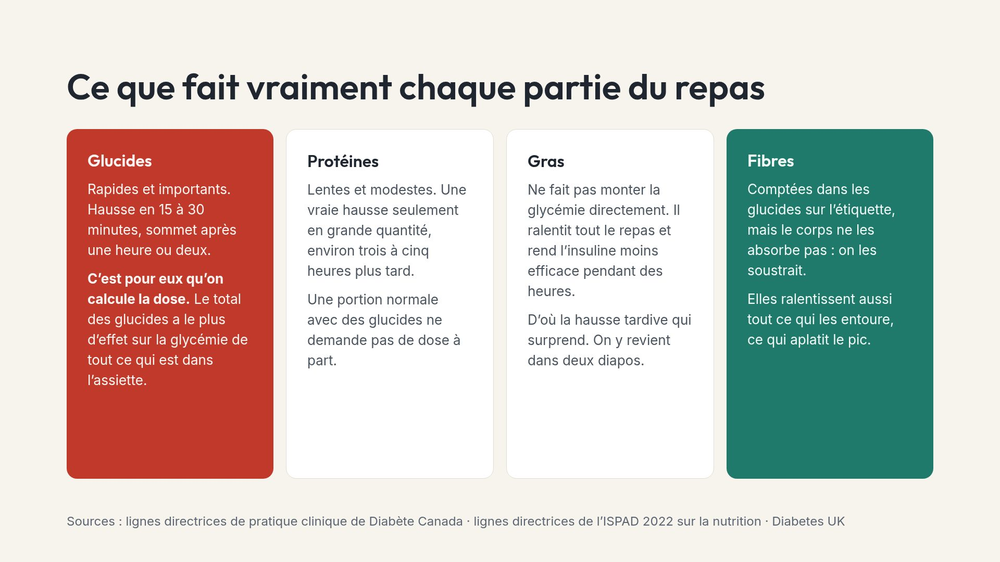 Ce que fait vraiment chaque partie du repas
Glucides
Rapides et importants.
Hausse en 15 à 30
minutes, sommet après
une heure ou deux.
C’est pour eux qu’on
calcule la dose. Le total
des glucides a le plus
d’effet sur la glycémie de
tout ce qui est dans
l’assiette.
Protéines
Lentes et modestes. Une
vraie hausse seulement
en grande quantité,
environ trois à cinq
heures plus tard.
Une portion normale
avec des glucides ne
demande pas de dose à
part.
Gras
Ne fait pas monter la
glycémie directement. Il
ralentit tout le repas et
rend l’insuline moins
efficace pendant des
heures.
D’où la hausse tardive qui
surprend. On y revient
dans deux diapos.
Fibres
Comptées dans les
glucides sur l’étiquette,
mais le corps ne les
absorbe pas : on les
soustrait.
Elles ralentissent aussi
tout ce qui les entoure,
ce qui aplatit le pic.
Sources : lignes directrices de pratique clinique de Diabète Canada · lignes directrices de l’ISPAD 2022 sur la nutrition · Diabetes UK